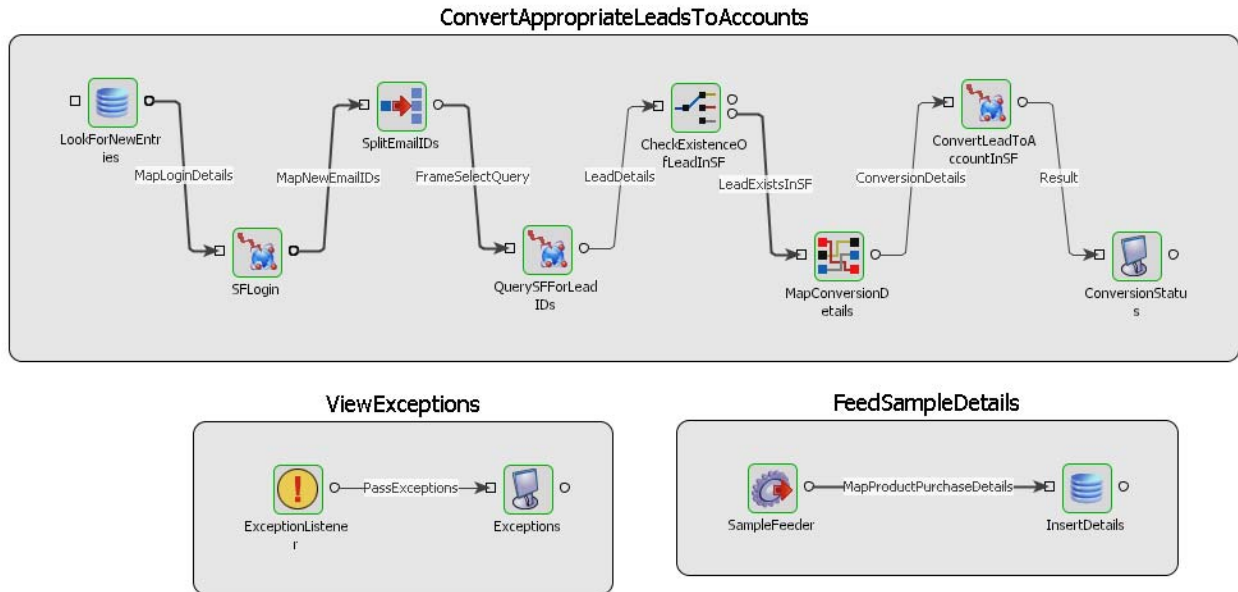 ConvertAppropriateLeadsToAccounts
LookForNewEntr
ies
MapLoginDetails
SFLogin
MapNewEmailIDs
SplitEmailIDs
FrameSelectQuery
QuerySFForLead
IDs
LeadDetails
CheckExistenceO
fLeadInSF
LeadExistsInSF
MapConversionD
etails
ConversionDetails
ConvertLeadToA
ccountInSF
Result
ConversionStatu
s
ViewExceptions
ExceptionListene
r
PassExceptions
Exceptions
FeedSampleDetails
SampleFeeder
MapProductPurchaseDetails
InsertDetails